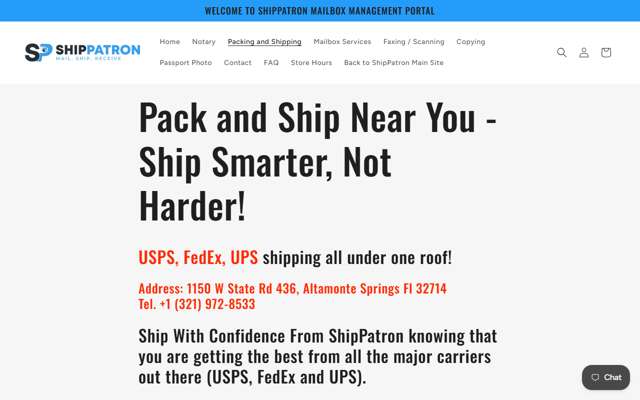 WELCOME TO SHIPPATRON MAILBOX MANAGEMENT PORTAL
SP SHIPPATRON
MAIL. SHIP. RECEIVE.
Home Notary Packing and Shipping Mailbox Services Faxing / Scanning Copying
Passport Photo Contact FAQ Store Hours Back to ShipPatron Main Site
Pack and Ship Near You -
Ship Smarter, Not
Harder!
USPS, FedEx, UPS shipping all under one roof!
Address: 1150 W State Rd 436, Altamonte Springs Fl 32714
Tel. +1 (321) 972-8533
Ship With Confidence From ShipPatron knowing that
you are getting the best from all the major carriers
out there (USPS, FedEx and UPS).
Chat